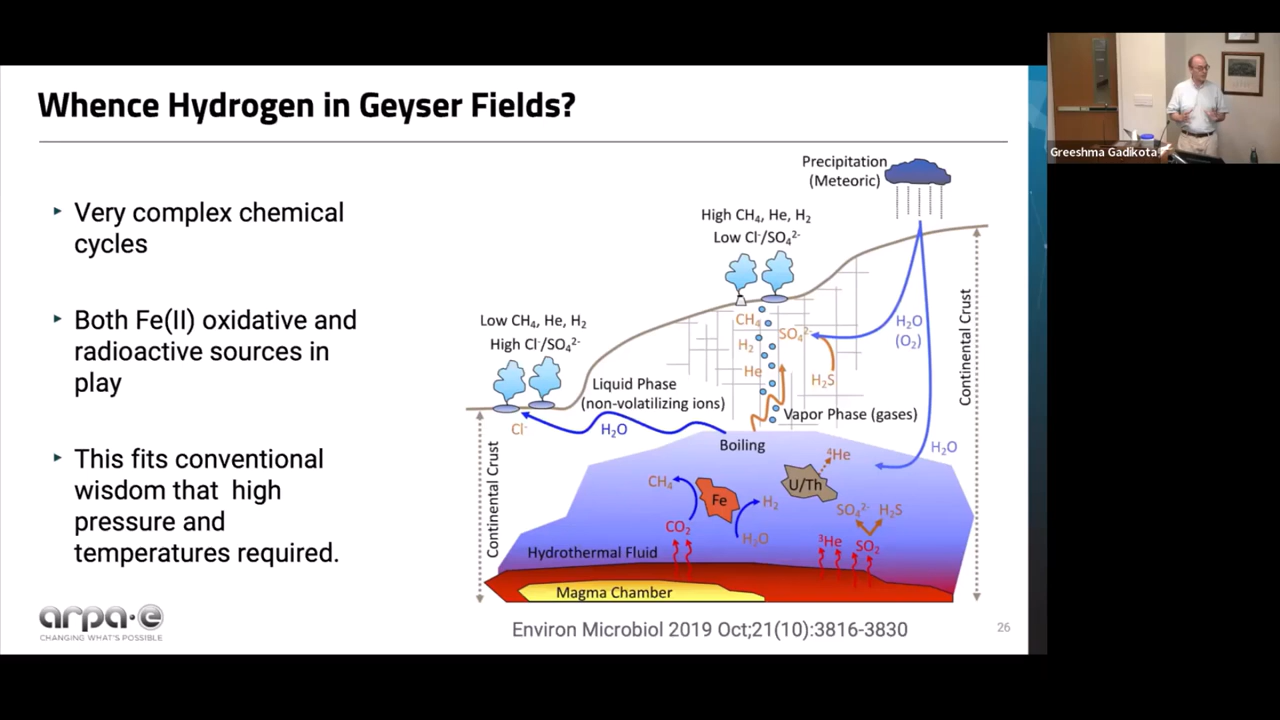 Whence Hydrogen in Geyser Fields?
Very complex chemical
cycles
Both Fe(II) oxidative and
radioactive sources in
play
This fits conventional
wisdom that high
pressure and
temperatures required.
arpa·e
CHANGING WHAT'S POSSIBLE
Precipitation
(Meteoric)
High CH₄, He, H₂
Low Cl⁻/SO₄²⁻
Low CH₄, He, H₂
High Cl⁻/SO₄²⁻
CH₄
H₂
He
SO₄²⁻
H₂S
H₂O
(O₂)
Continental Crust
Liquid Phase
(non-volatilizing ions)
Vapor Phase (gases)
Cl⁻
H₂O
Boiling
H₂O
Continental Crust
CH₄
Fe
H₂
U/Th
⁴He
CO₂
H₂O
SO₄²⁻ H₂S
³He
SO₂
Hydrothermal Fluid
Magma Chamber
Environ Microbiol 2019 Oct;21(10):3816-3830
26
Greeshma Gadikota